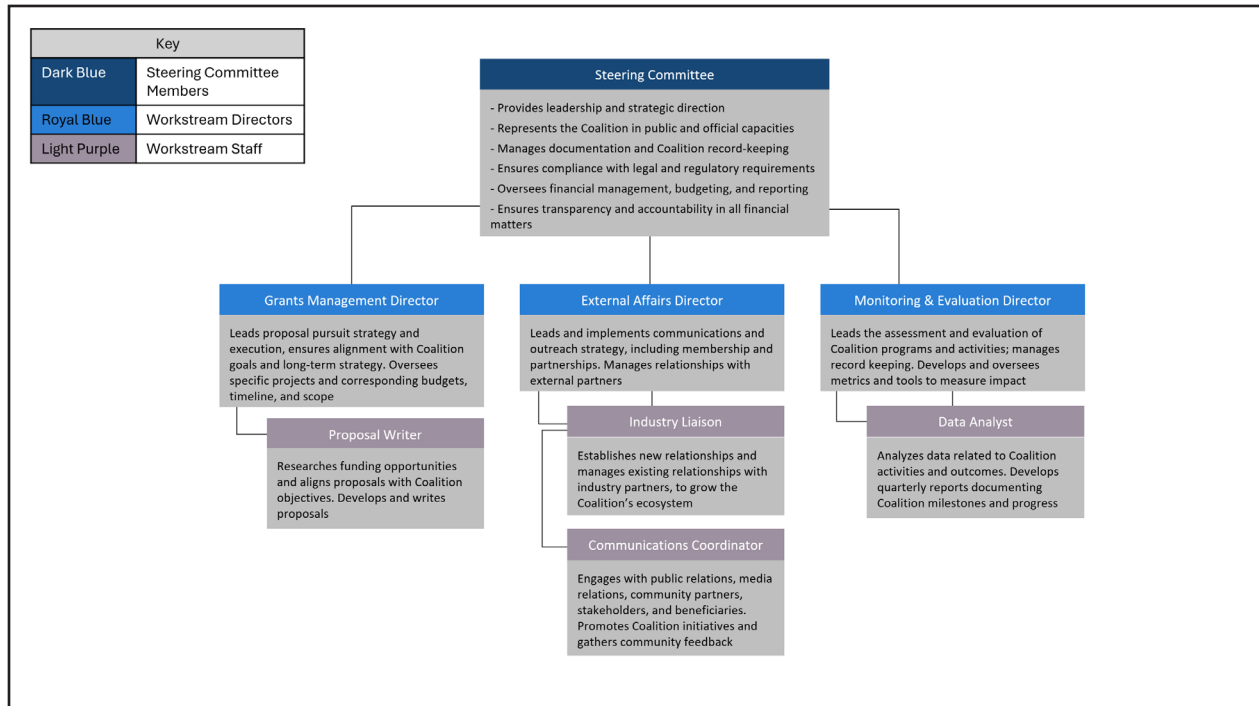 Key
Dark Blue
Steering Committee
Members
Royal Blue
Workstream Directors
Light Purple
Workstream Staff
Steering Committee
- Provides leadership and strategic direction
- Represents the Coalition in public and official capacities
- Manages documentation and Coalition record-keeping
- Ensures compliance with legal and regulatory requirements
- Oversees financial management, budgeting, and reporting
- Ensures transparency and accountability in all financial
matters
Grants Management Director
Leads proposal pursuit strategy and
execution, ensures alignment with Coalition
goals and long-term strategy. Oversees
specific projects and corresponding budgets,
timeline, and scope
Proposal Writer
Researches funding opportunities
and aligns proposals with Coalition
objectives. Develops and writes
proposals
External Affairs Director
Leads and implements communications and
outreach strategy, including membership and
partnerships. Manages relationships with
external partners
Industry Liaison
Establishes new relationships and
manages existing relationships with
industry partners, to grow the
Coalition's ecosystem
Communications Coordinator
Engages with public relations, media
relations, community partners,
stakeholders, and beneficiaries.
Promotes Coalition initiatives and
gathers community feedback
Monitoring & Evaluation Director
Leads the assessment and evaluation of
Coalition programs and activities; manages
record keeping. Develops and oversees
metrics and tools to measure impact
Data Analyst
Analyzes data related to Coalition
activities and outcomes. Develops
quarterly reports documenting
Coalition milestones and progress